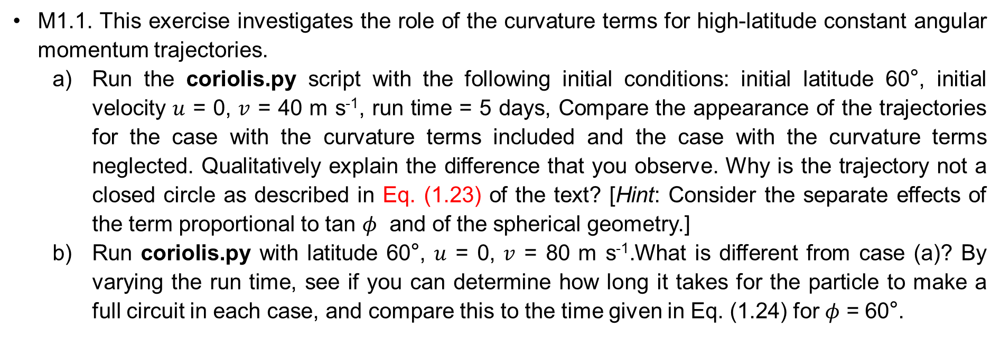 • M1.1. This exercise investigates the role of the curvature terms for high-latitude constant angular
momentum trajectories.
a) Run the coriolis.py script with the following initial conditions: initial latitude 60°, initial
velocity u = 0, v = 40 m s⁻¹, run time = 5 days, Compare the appearance of the trajectories
for the case with the curvature terms included and the case with the curvature terms
neglected. Qualitatively explain the difference that you observe. Why is the trajectory not a
closed circle as described in Eq. (1.23) of the text? [Hint: Consider the separate effects of
the term proportional to tan ϕ and of the spherical geometry.]
b) Run coriolis.py with latitude 60°, u = 0, v = 80 m s⁻¹.What is different from case (a)? By
varying the run time, see if you can determine how long it takes for the particle to make a
full circuit in each case, and compare this to the time given in Eq. (1.24) for ϕ = 60°.